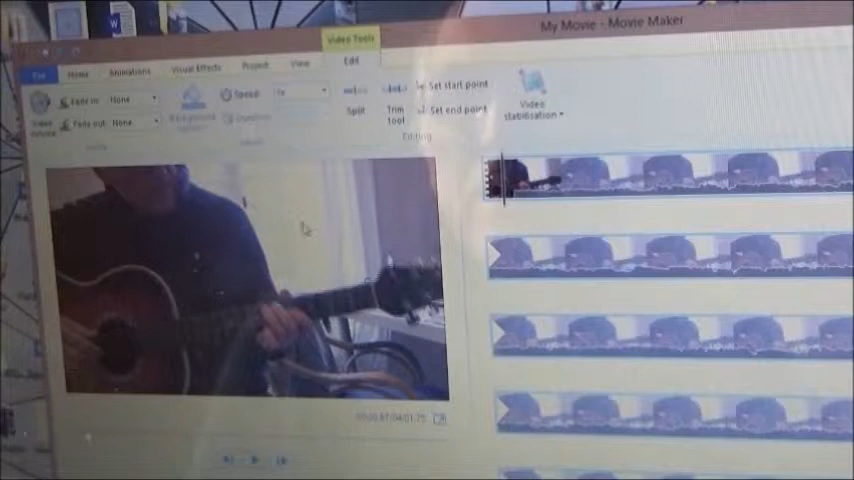 My Movie - Movie Maker
Video Tools
File Home Animations Visual Effects Project View Edit
Fade in: None
Fade out: None
Speed:
Split
Trim tool
Set start point
Set end point
Video stabilisation
Editing